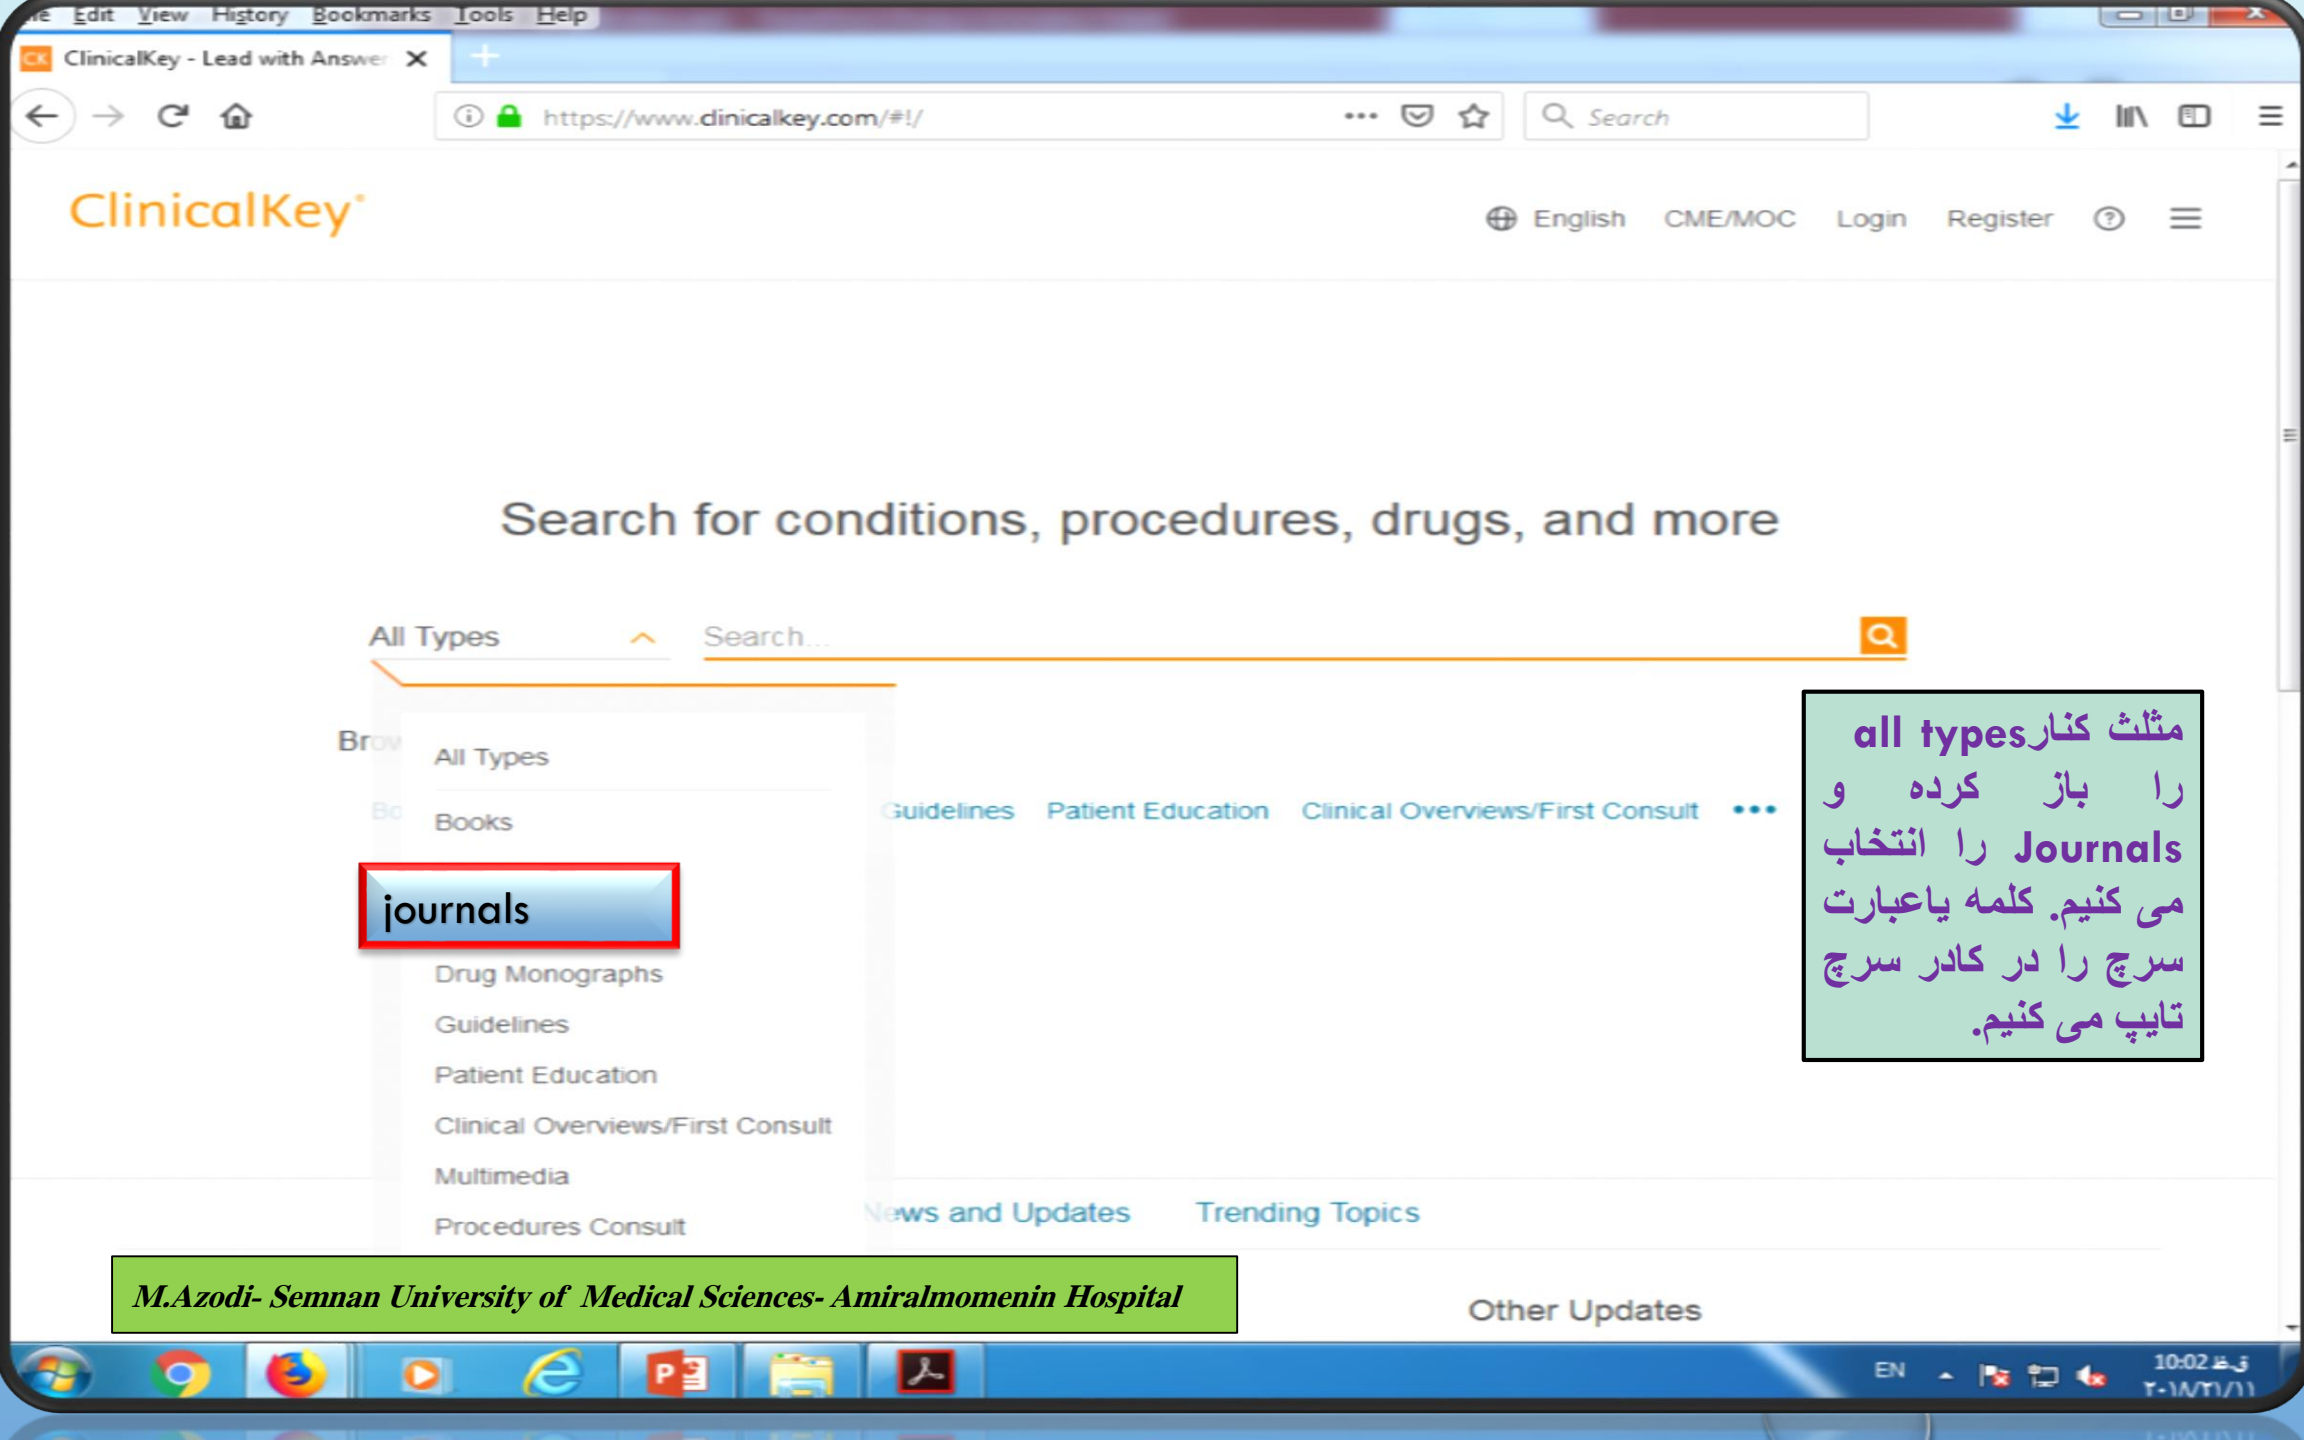 Edit View History Bookmarks Tools Help
CK ClinicalKey - Lead with Answer
https://www.clinicalkey.com/#!/
Search
ClinicalKey
English CME/MOC Login Register
Search for conditions, procedures, drugs, and more
All Types Search...
All Types
Books
Guidelines Patient Education Clinical Overviews/First Consult •••
journals
Drug Monographs
Guidelines
Patient Education
Clinical Overviews/First Consult
Multimedia
Procedures Consult
مثلث کنارall types
را باز کرده و
Journals را انتخاب
می کنیم. کلمه یاعبارت
سرچ را در کادر سرچ
تایپ می کنیم.
News and Updates Trending Topics
M.Azodi- Semnan University of Medical Sciences- Amiralmomenin Hospital
Other Updates
EN
10:02 ق.ظ